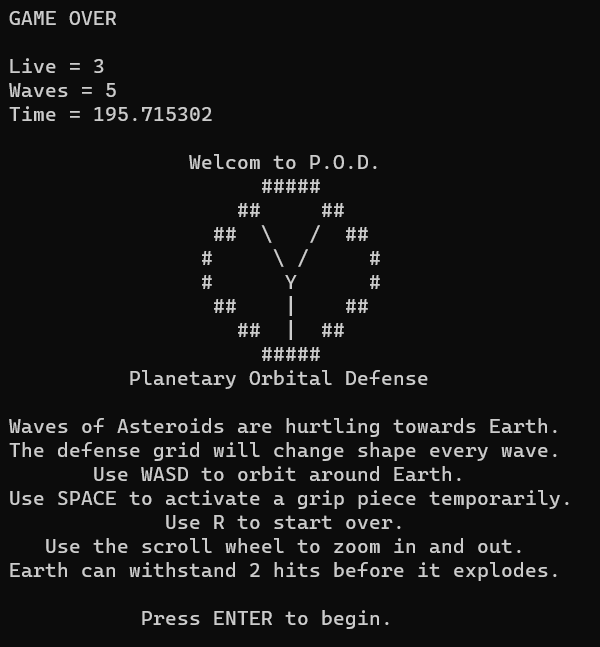 GAME OVER
Live = 3
Waves = 5
Time = 195.715302
Welcom to P.O.D.
#####
##     ##
##  \   /  ##
#     \ /     #
#      Y      #
##    |    ##
##  |  ##
#####
Planetary Orbital Defense
Waves of Asteroids are hurtling towards Earth.
The defense grid will change shape every wave.
Use WASD to orbit around Earth.
Use SPACE to activate a grip piece temporarily.
Use R to start over.
Use the scroll wheel to zoom in and out.
Earth can withstand 2 hits before it explodes.
Press ENTER to begin.